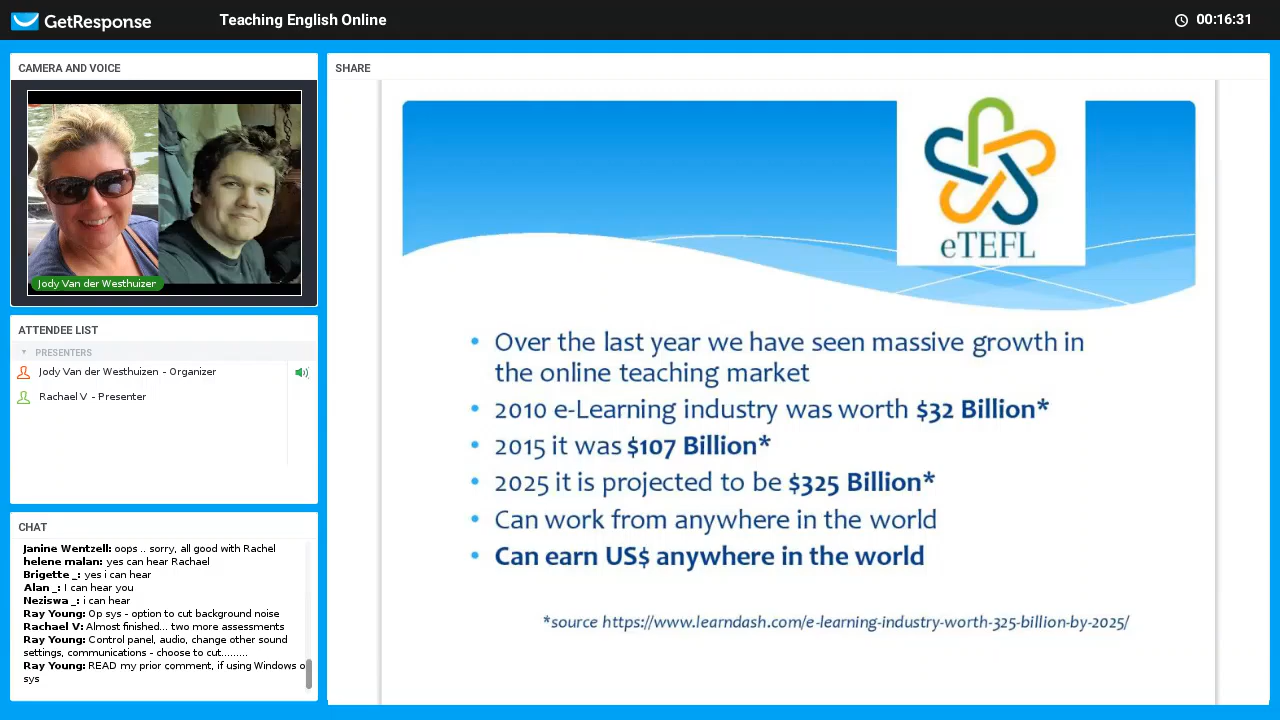 GetResponse
Teaching English Online
00:16:31
CAMERA AND VOICE
Jody Van der Westhuizer
ATTENDEE LIST
PRESENTERS
Jody Van der Westhuizen - Organizer
Rachael V - Presenter
CHAT
Janine Wentzell: oops .. sorry, all good with Rachel
helene malan: yes can hear Rachael
Brigette _: yes i can hear
Alan _: I can hear you
Neziswa _: i can hear
Ray Young: Op sys - option to cut background noise
Rachael V: Almost finished... two more assessments
Ray Young: Control panel, audio, change other sound
settings, communications - choose to cut.........
Ray Young: READ my prior comment, if using Windows o
sys
SHARE
eTEFL
• Over the last year we have seen massive growth in
the online teaching market
• 2010 e-Learning industry was worth $32 Billion*
• 2015 it was $107 Billion*
• 2025 it is projected to be $325 Billion*
• Can work from anywhere in the world
• Can earn US$ anywhere in the world
*source https://www.learndash.com/e-learning-industry-worth-325-billion-by-2025/